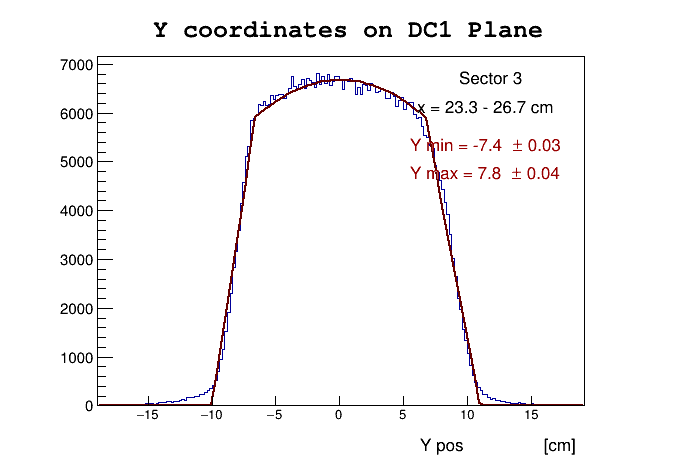 Y coordinates on DC1 Plane
7000
6000
5000
4000
3000
2000
1000
0
Sector 3
x = 23.3 - 26.7 cm
Y min = -7.4 ± 0.03
Y max = 7.8 ± 0.04
−15 −10 −5 0 5 10 15
Y pos [cm]